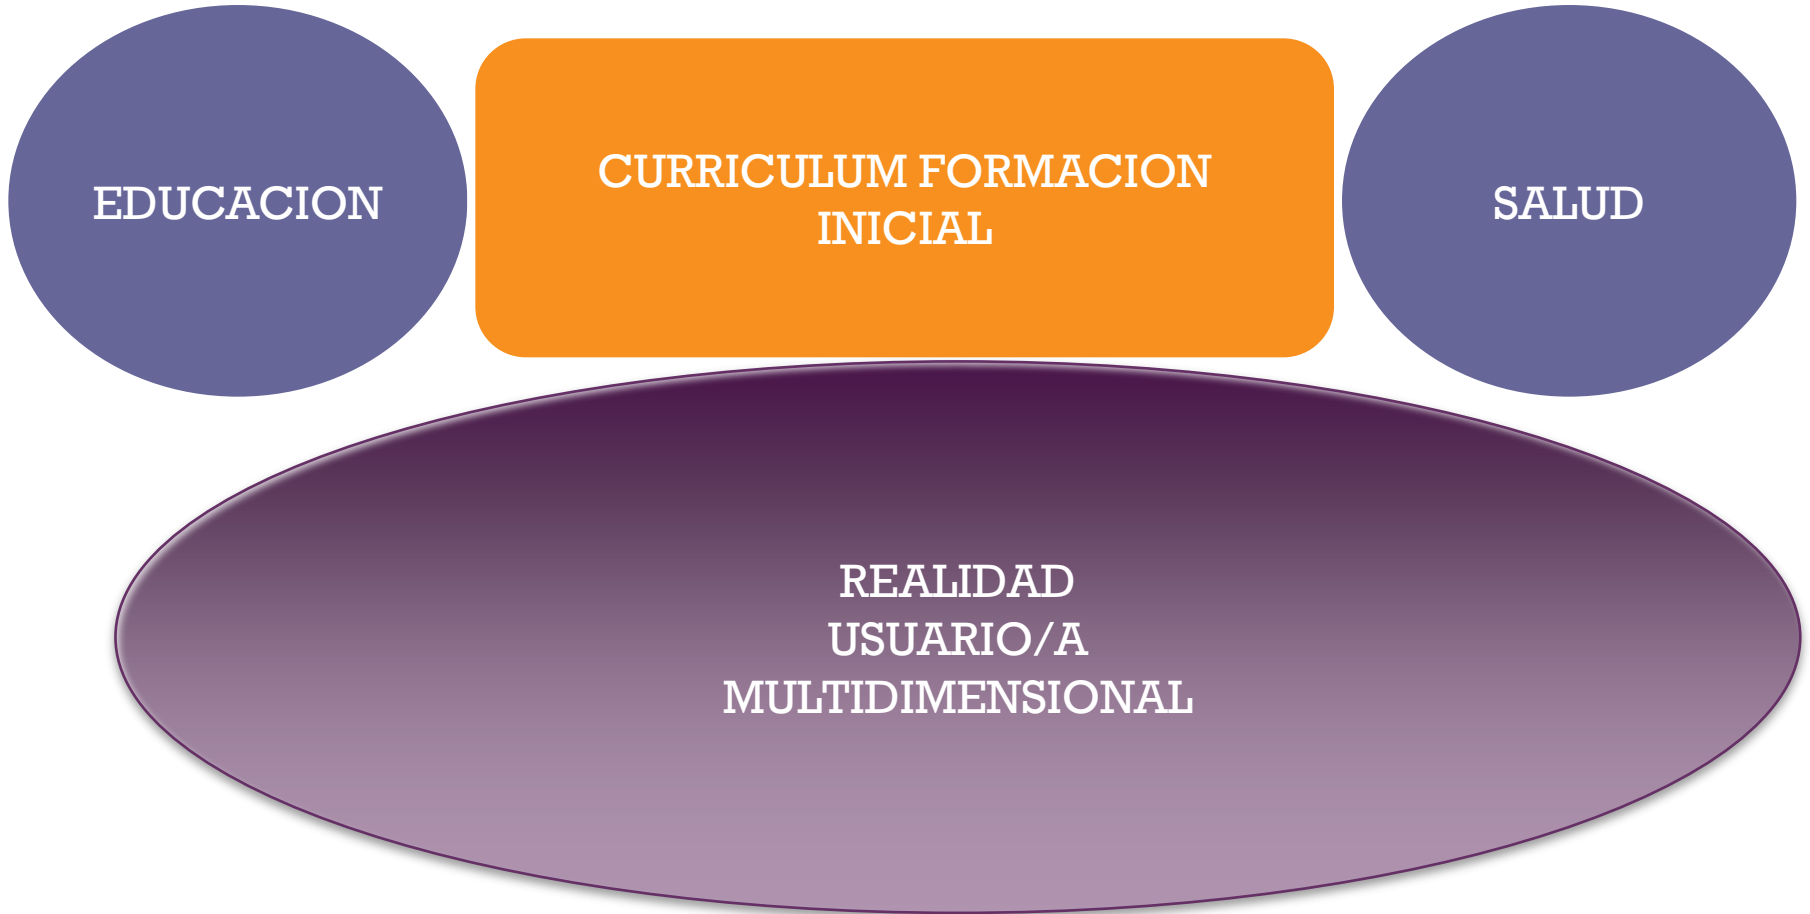 EDUCACION
CURRICULUM FORMACION
INICIAL
SALUD
REALIDAD
USUARIO/A
MULTIDIMENSIONAL